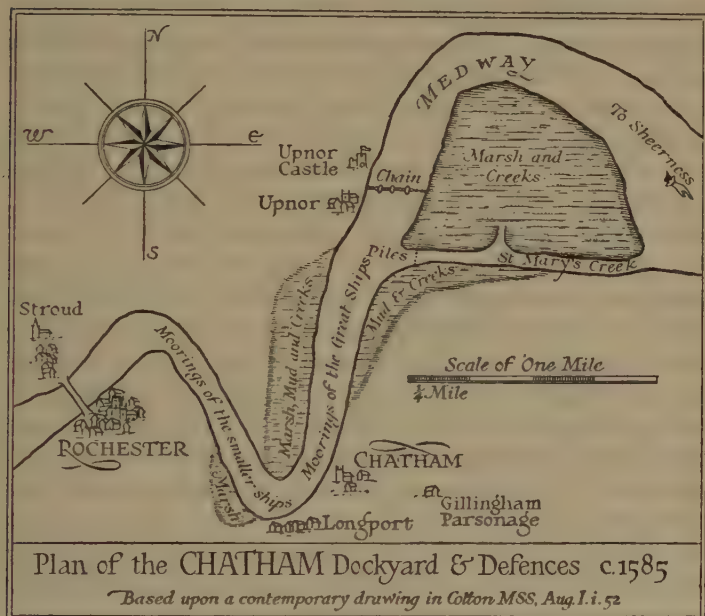 N
W
E
S
MEDWAY
To Sheerness
Upnor
Castle
Chain
Upnor
Marsh and
Creeks
Piles
St Mary's Creek
Mud & Creeks
Marsh, Mud and Creeks
Moorings of the Great Ships
Stroud
Moorings of the smaller ships
ROCHESTER
Marsh
Scale of One Mile
¼ Mile
CHATHAM
Gillingham
Parsonage
Longport
Plan of the CHATHAM Dockyard & Defences c.1585
Based upon a contemporary drawing in Cotton MSS, Aug. I. i. 52